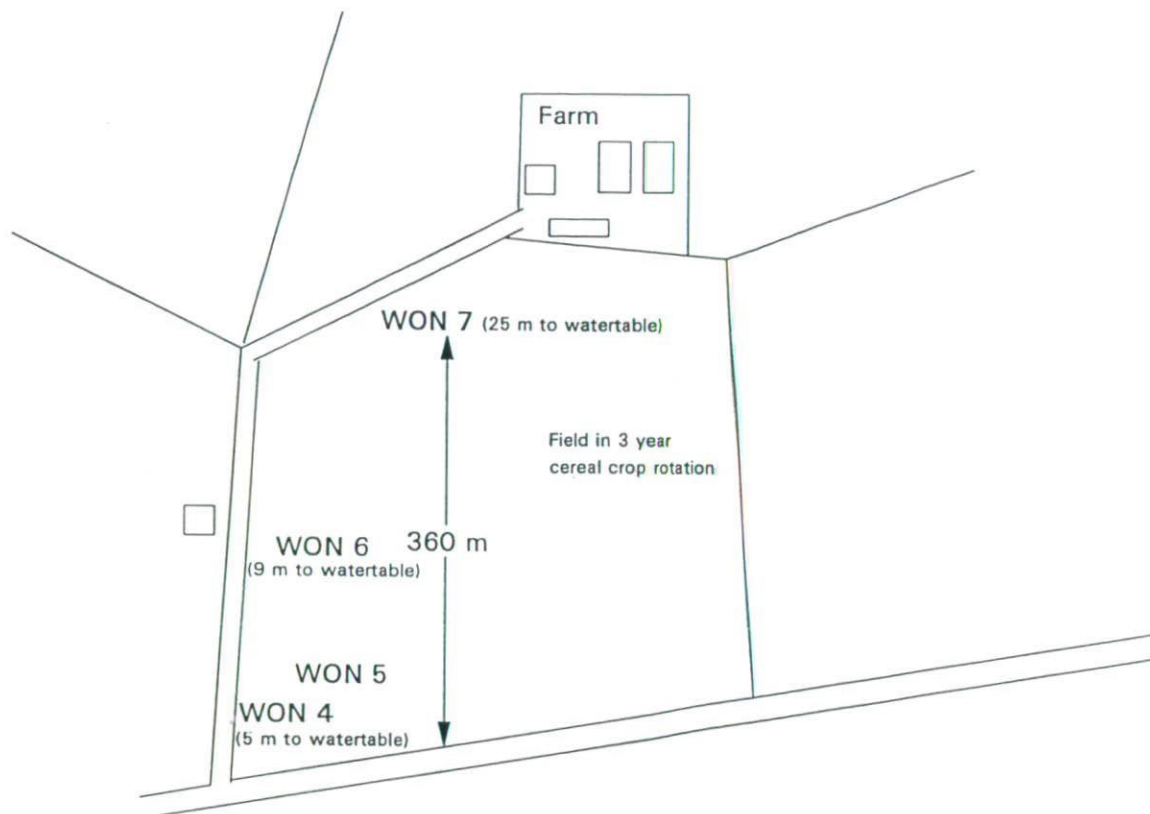 Farm
WON 7 (25 m to watertable)
Field in 3 year
cereal crop rotation
360 m
WON 6
(9 m to watertable)
WON 5
WON 4
(5 m to watertable)